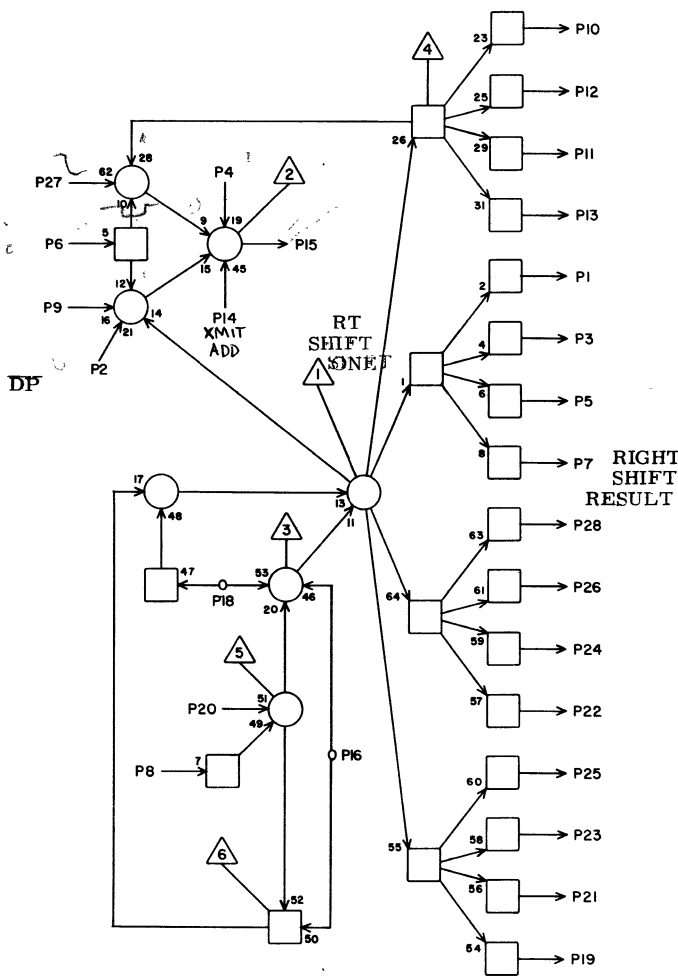 23
P10
4
25
P12
26
29
P11
31
P13
28
62
P27
10
P4
2
9
19
P6
5
P15
12
15
45
P9
16
21
14
P14
XMIT
ADD
P2
DP
RT
SHIFT
SONET
1
2
P1
4
P3
1
6
P5
8
P7
RIGHT
SHIFT
RESULT
17
48
13
11
3
47
53
46
P18
20
63
P28
61
P26
64
59
P24
57
P22
5
51
P20
49
P8
7
P16
60
P25
55
58
P23
56
P21
54
P19
6
52
50